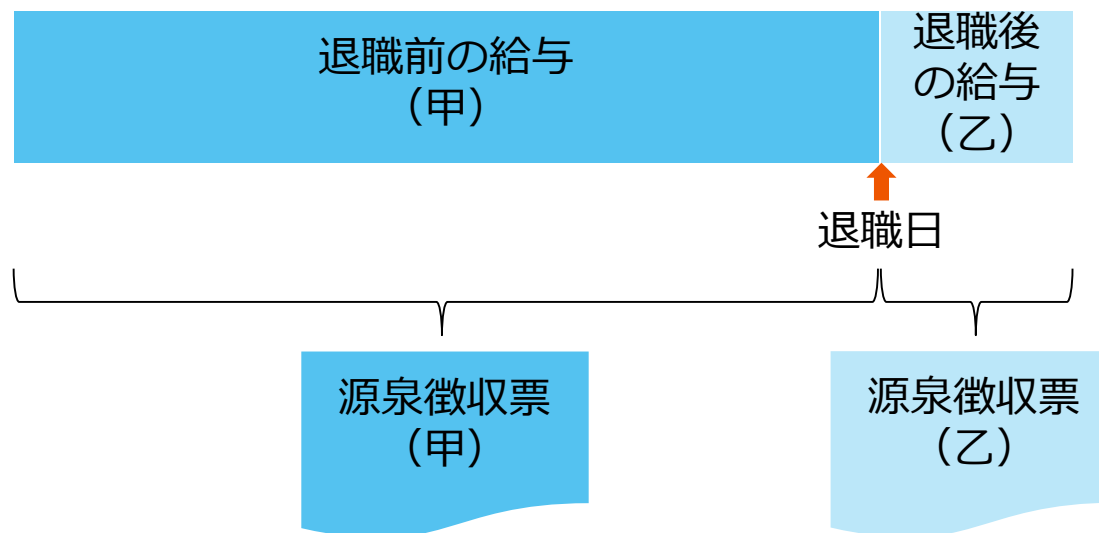 退職前の給与
（甲）
退職後
の給与
（乙）
退職日
源泉徴収票
（甲）
源泉徴収票
（乙）